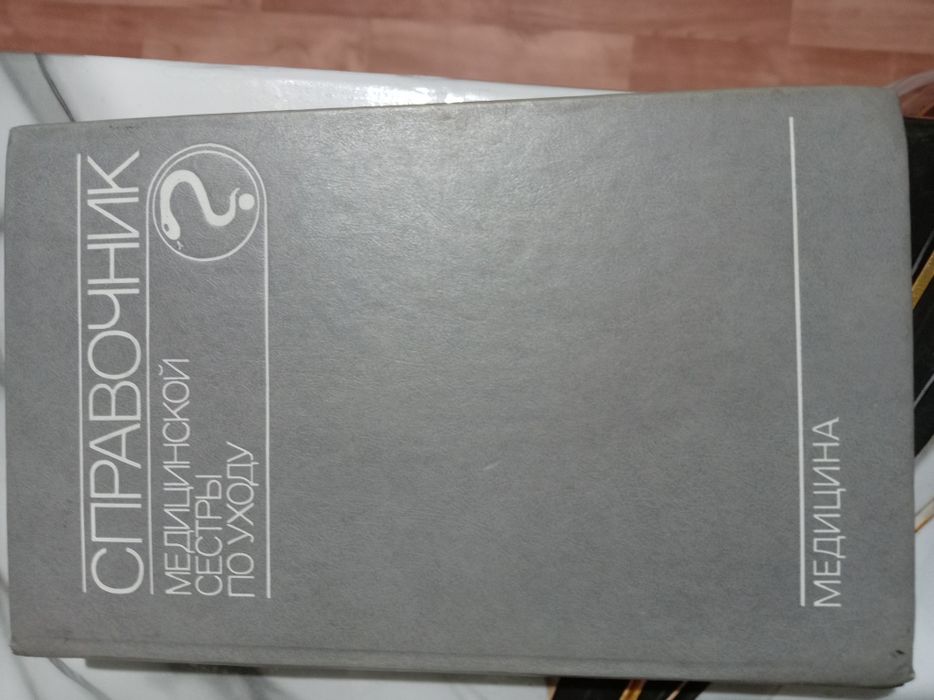 СПРАВОЧНИК
МЕДИЦИНСКОЙ
СЕСТРЫ
ПО УХОДУ
МЕДИЦИНА